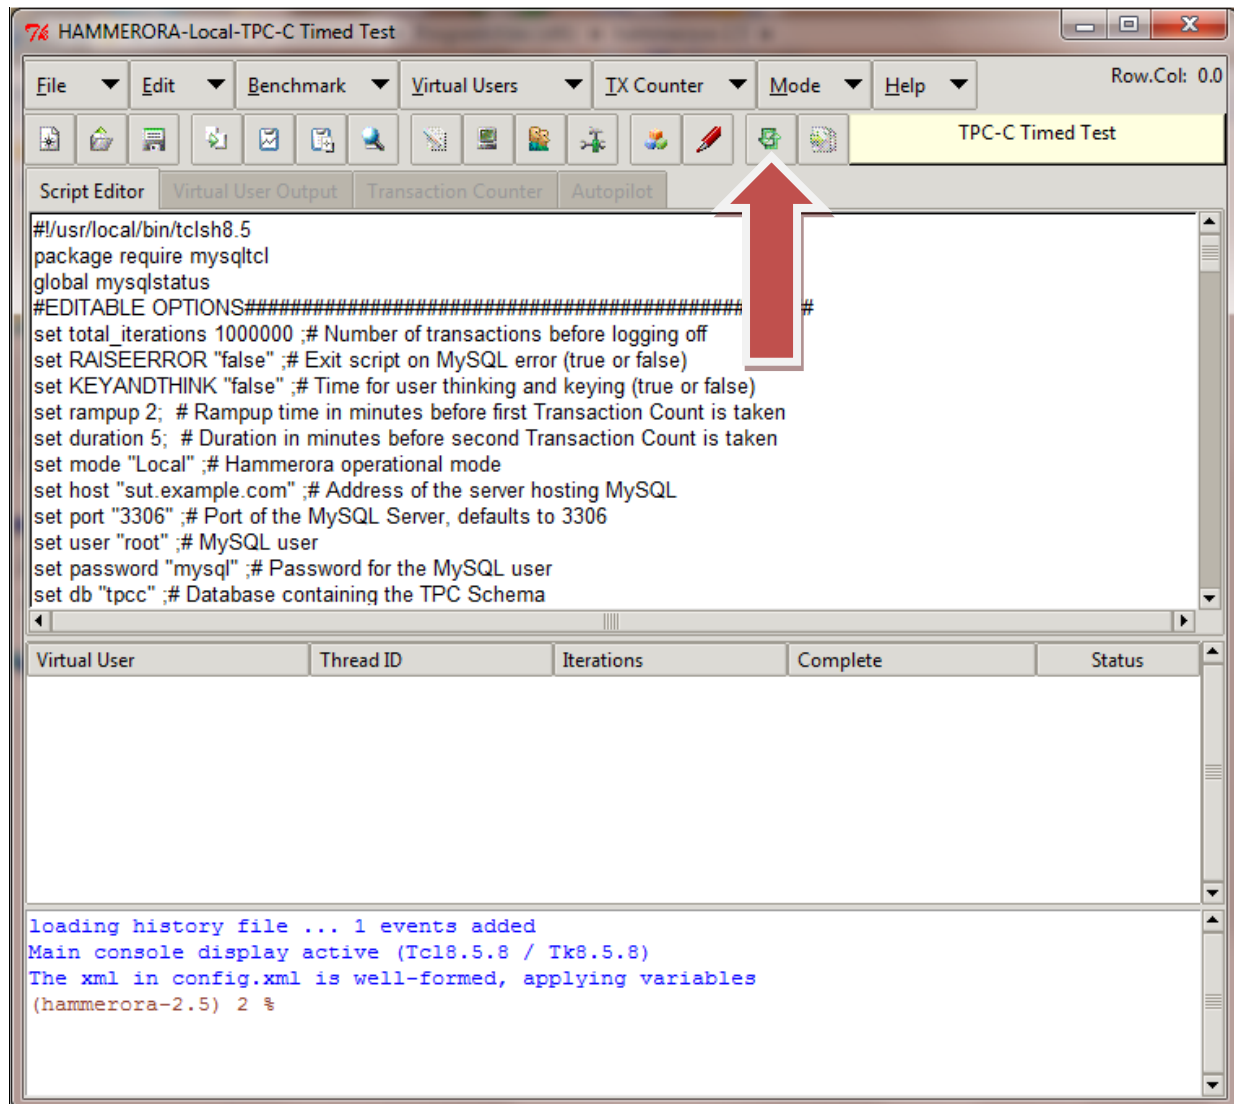 HAMMERORA-Local-TPC-C Timed Test
File Edit Benchmark Virtual Users TX Counter Mode Help Row.Col: 0.0
TPC-C Timed Test
Script Editor Virtual User Output Transaction Counter Autopilot
#!/usr/local/bin/tclsh8.5
package require mysqltcl
global mysqlstatus
#EDITABLE OPTIONS##################################################
set total_iterations 1000000 ;# Number of transactions before logging off
set RAISEERROR "false" ;# Exit script on MySQL error (true or false)
set KEYANDTHINK "false" ;# Time for user thinking and keying (true or false)
set rampup 2;  # Rampup time in minutes before first Transaction Count is taken
set duration 5;  # Duration in minutes before second Transaction Count is taken
set mode "Local" ;# Hammerora operational mode
set host "sut.example.com" ;# Address of the server hosting MySQL
set port "3306" ;# Port of the MySQL Server, defaults to 3306
set user "root" ;# MySQL user
set password "mysql" ;# Password for the MySQL user
set db "tpcc" ;# Database containing the TPC Schema
Virtual User Thread ID Iterations Complete Status
loading history file ... 1 events added
Main console display active (Tcl8.5.8 / Tk8.5.8)
The xml in config.xml is well-formed, applying variables
(hammerora-2.5) 2 %